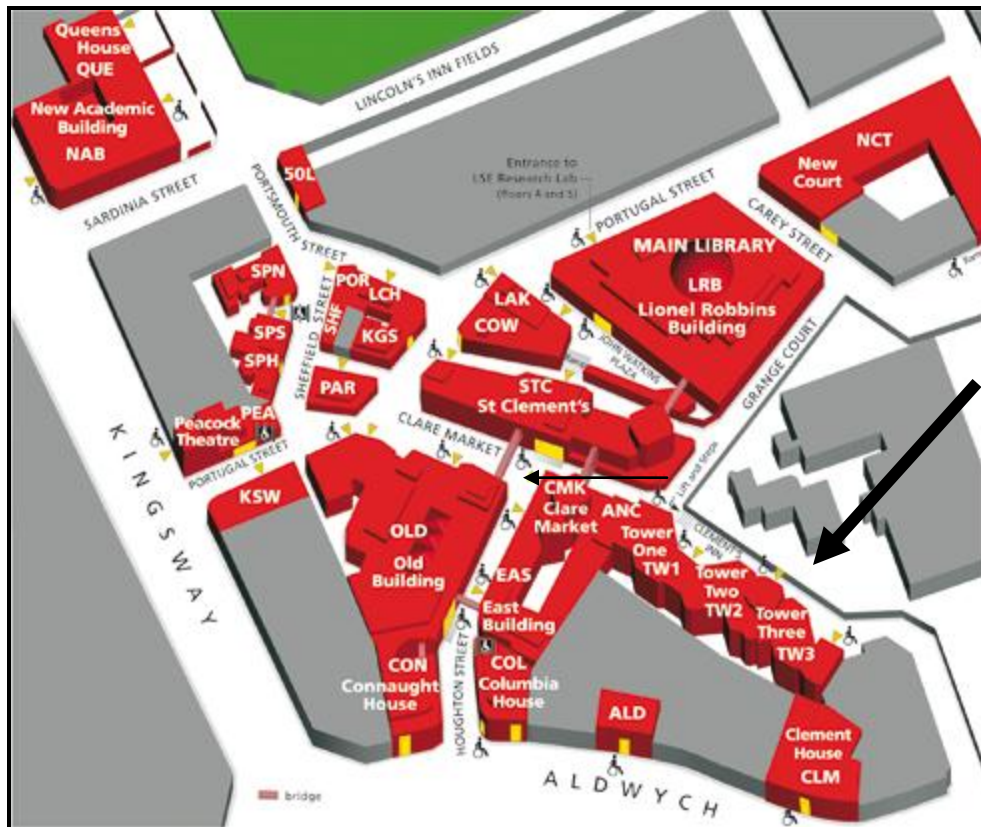 Queens
House
QUE
New Academic
Building
NAB
SARDINIA STREET
LINCOLN'S INN FIELDS
50L
PORTSMOUTH STREET
Entrance to
LSE Research Lab
(floors 4 and 5)
PORTUGAL STREET
NCT
New
Court
CAREY STREET
MAIN LIBRARY
LRB
Lionel Robbins
Building
SPN
SPS
SPH
SHEFFIELD STREET
POR
LCH
SHF
KGS
PAR
LAK
COW
JOHN WATKINS
PLAZA
GRANGE COURT
STC
St Clement's
Lift and Steps
PEA
Peacock
Theatre
PORTUGAL STREET
KINGSWAY
KSW
CLARE MARKET
OLD
Old
Building
CMK
Clare
Market
ANC
CLEMENT'S
INN
Tower
One
TW1
Tower
Two
TW2
Tower
Three
TW3
EAS
East
Building
CON
Connaught
House
HOUGHTON STREET
COL
Columbia
House
ALD
Clement
House
CLM
ALDWYCH
bridge